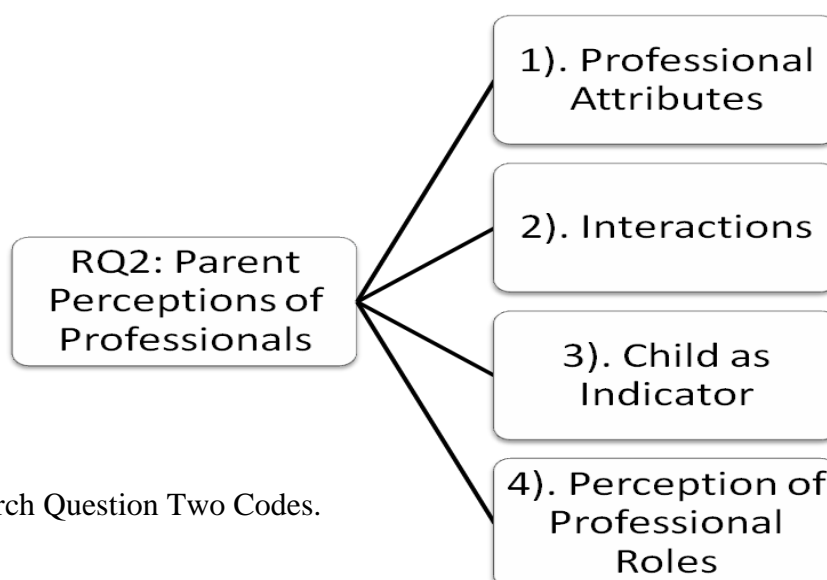 1). Professional
Attributes
2). Interactions
RQ2: Parent
Perceptions of
Professionals
3). Child as
Indicator
4). Perception of
Professional
Roles
Question Two Codes.